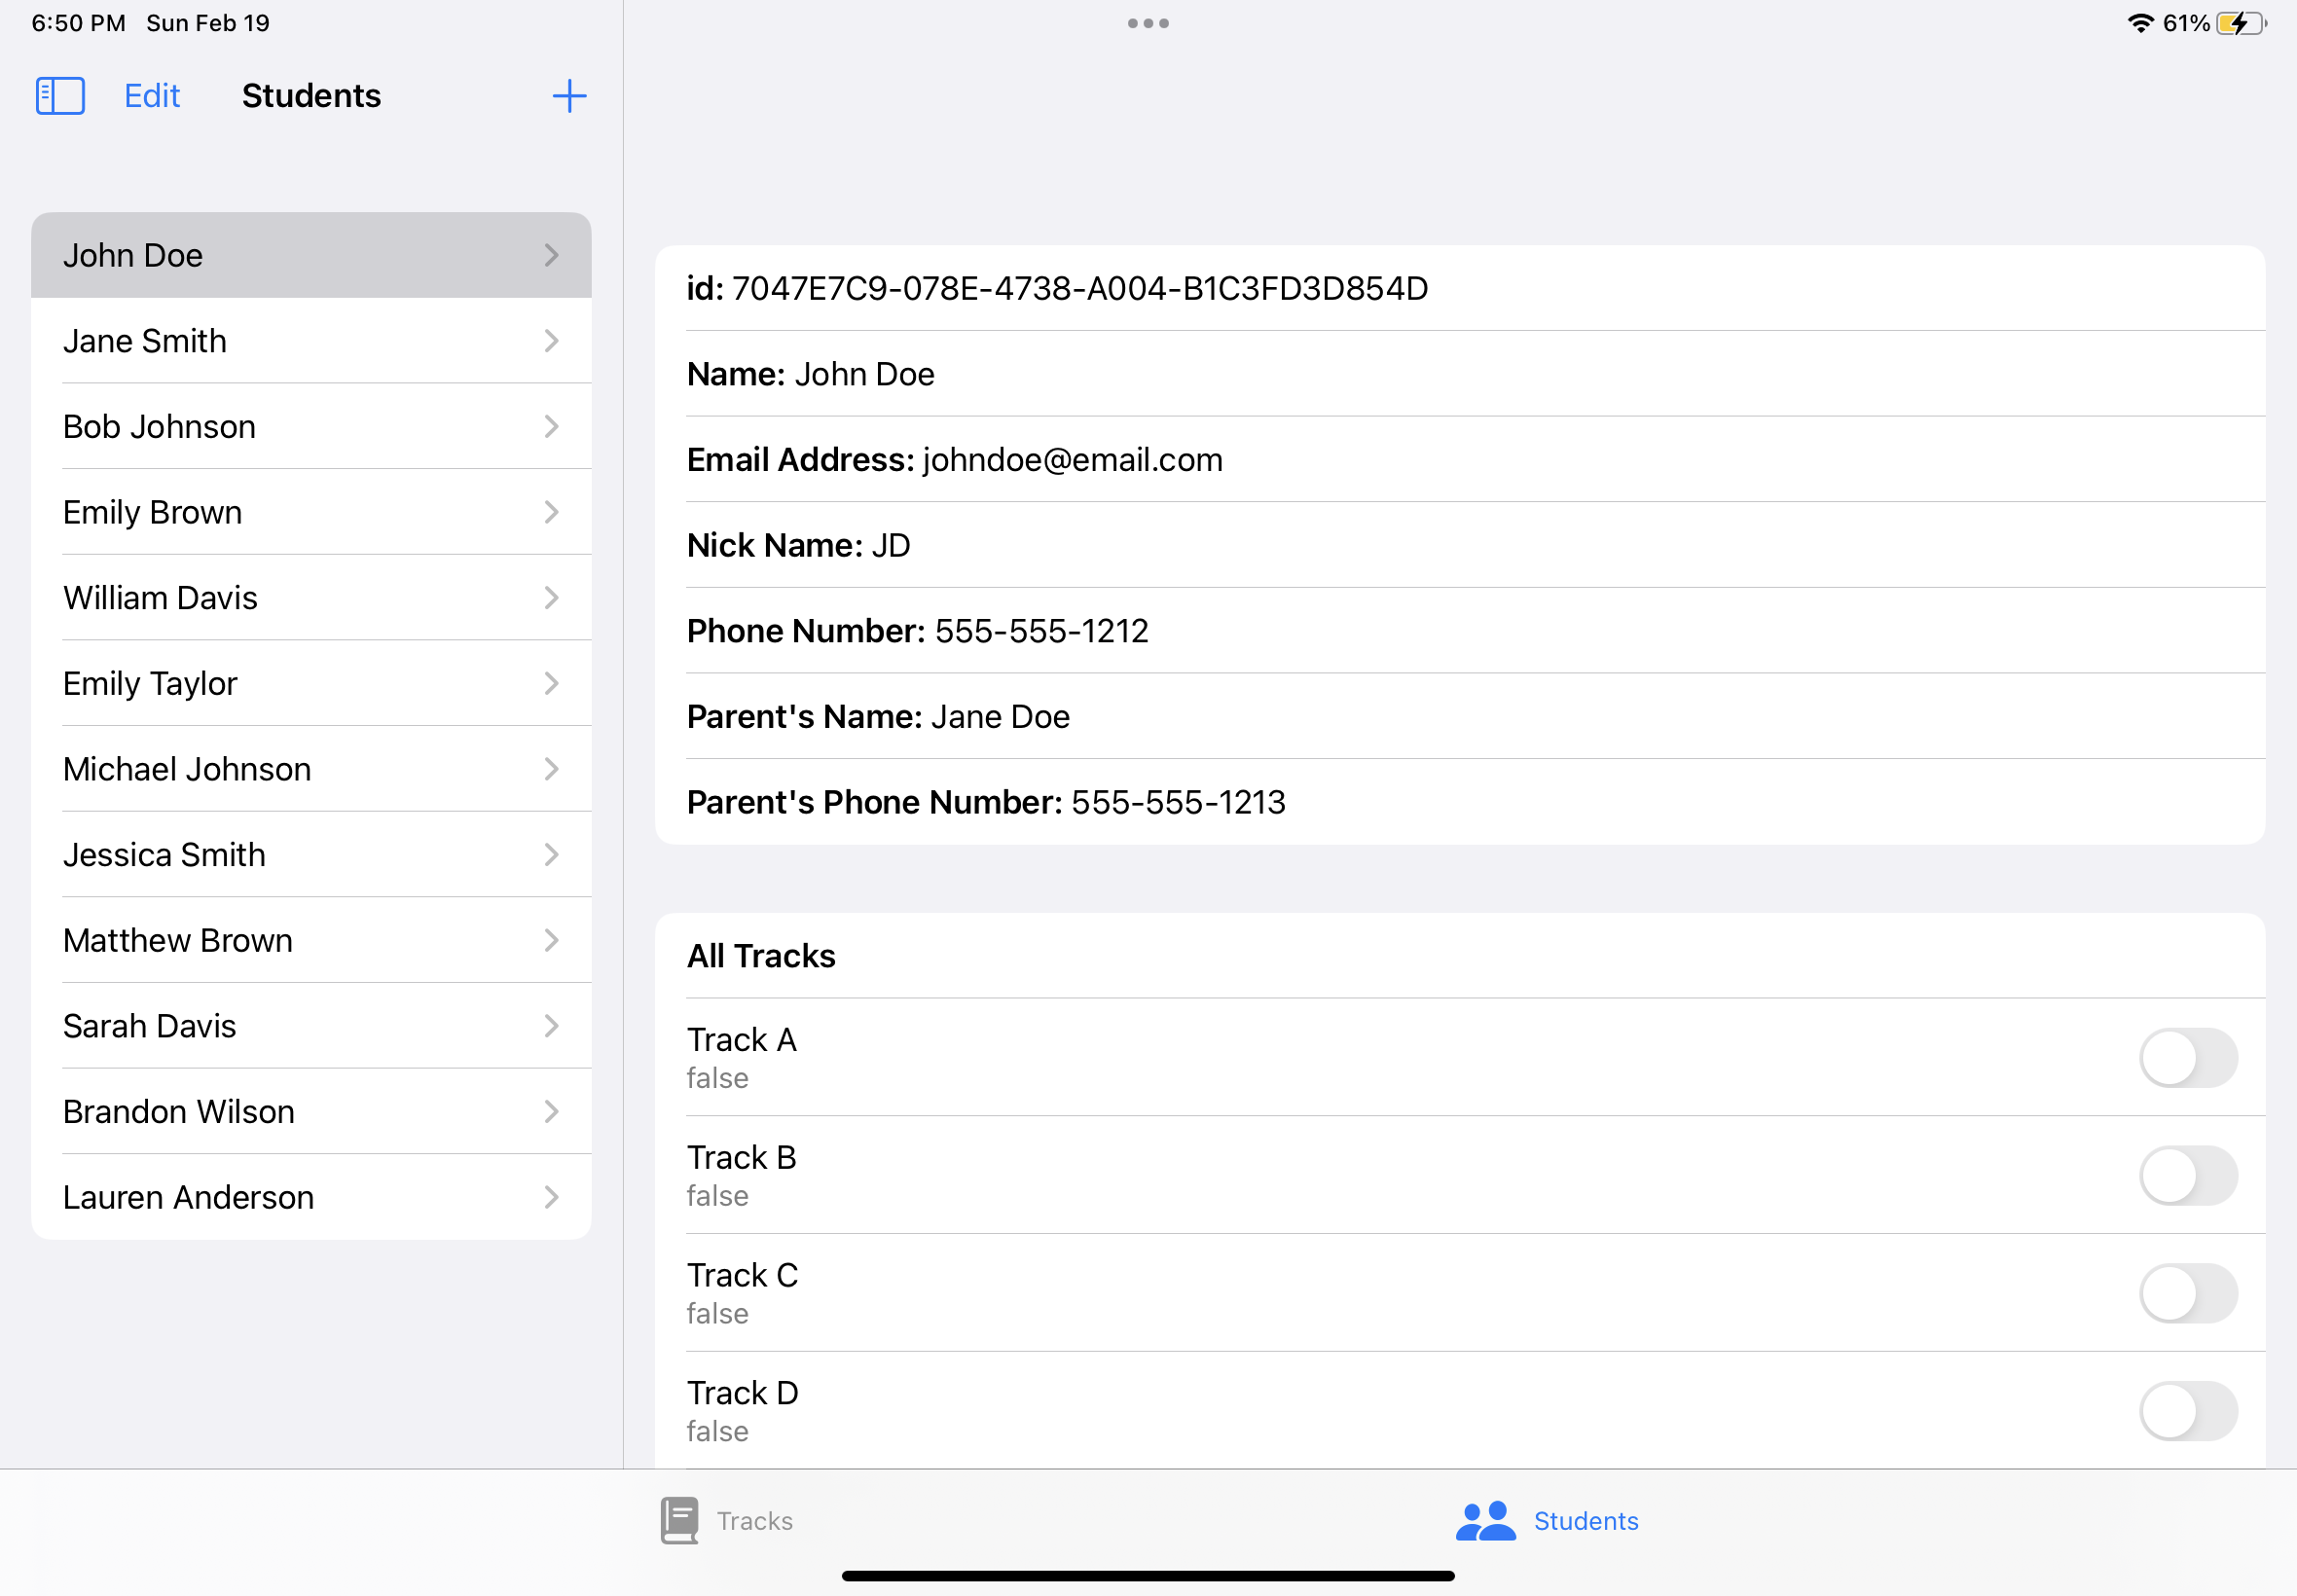 6:50 PM Sun Feb 19
61%
Edit
Students
John Doe
Jane Smith
Bob Johnson
Emily Brown
William Davis
Emily Taylor
Michael Johnson
Jessica Smith
Matthew Brown
Sarah Davis
Brandon Wilson
Lauren Anderson
id: 7047E7C9-078E-4738-A004-B1C3FD3D854D
Name: John Doe
Email Address: johndoe@email.com
Nick Name: JD
Phone Number: 555-555-1212
Parent's Name: Jane Doe
Parent's Phone Number: 555-555-1213
All Tracks
Track A
false
Track B
false
Track C
false
Track D
false
Tracks
Students